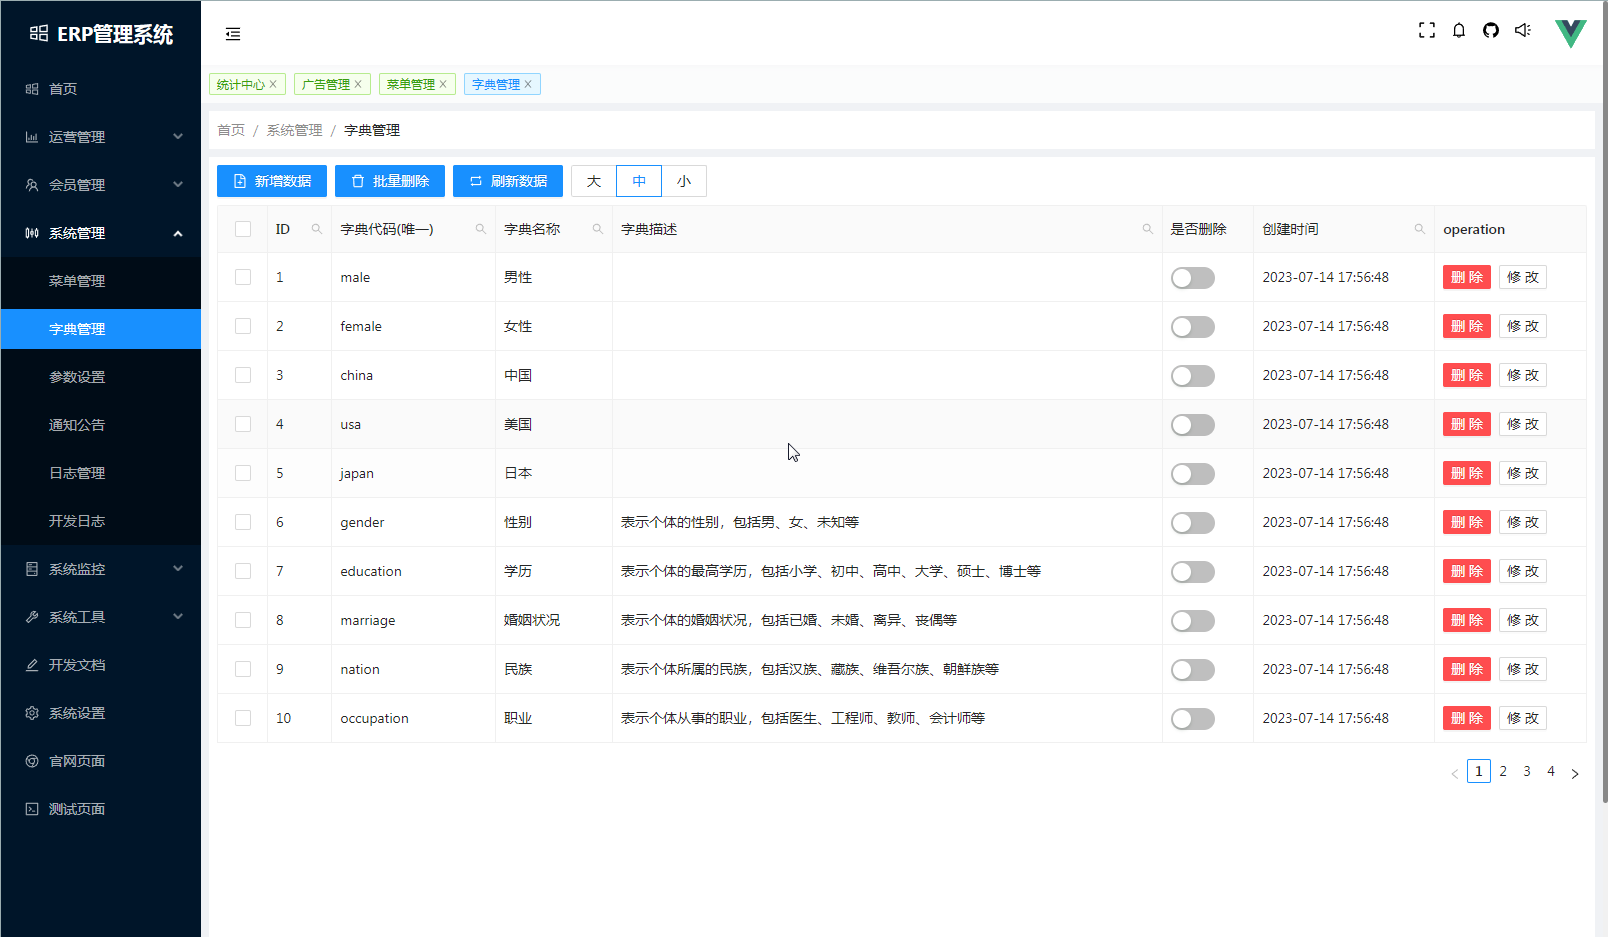 ERP管理系统
首页
运营管理
会员管理
系统管理
菜单管理
字典管理
参数设置
通知公告
日志管理
开发日志
系统监控
系统工具
开发文档
系统设置
官网页面
测试页面
统计中心 广告管理 菜单管理 字典管理
首页 / 系统管理 / 字典管理
新增数据 批量删除 刷新数据 大 中 小
ID 字典代码(唯一) 字典名称 字典描述 是否删除 创建时间 operation
1 male 男性 2023-07-14 17:56:48 删 除 修 改
2 female 女性 2023-07-14 17:56:48 删 除 修 改
3 china 中国 2023-07-14 17:56:48 删 除 修 改
4 usa 美国 2023-07-14 17:56:48 删 除 修 改
5 japan 日本 2023-07-14 17:56:48 删 除 修 改
6 gender 性别 表示个体的性别，包括男、女、未知等 2023-07-14 17:56:48 删 除 修 改
7 education 学历 表示个体的最高学历，包括小学、初中、高中、大学、硕士、博士等 2023-07-14 17:56:48 删 除 修 改
8 marriage 婚姻状况 表示个体的婚姻状况，包括已婚、未婚、离异、丧偶等 2023-07-14 17:56:48 删 除 修 改
9 nation 民族 表示个体所属的民族，包括汉族、藏族、维吾尔族、朝鲜族等 2023-07-14 17:56:48 删 除 修 改
10 occupation 职业 表示个体从事的职业，包括医生、工程师、教师、会计师等 2023-07-14 17:56:48 删 除 修 改
1 2 3 4